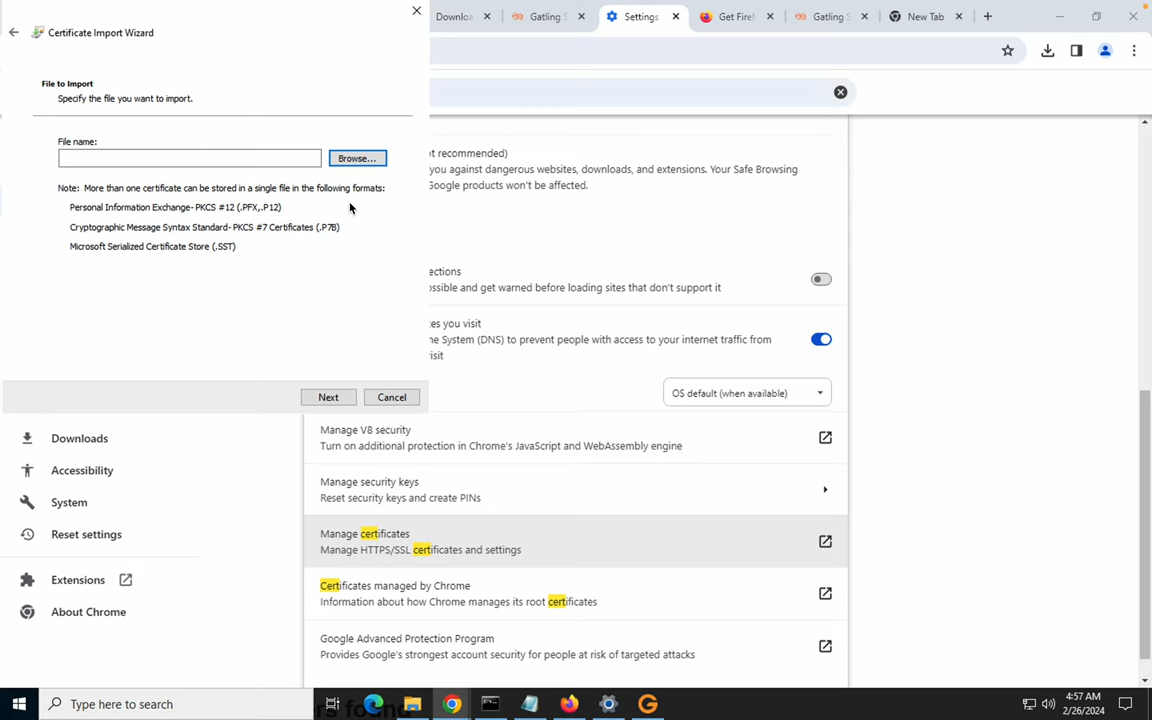 Certificate Import Wizard
Downloa
Gatling S
Settings
Get Firef
Gatling S
New Tab
File to Import
Specify the file you want to import.
File name:
Browse...
Note: More than one certificate can be stored in a single file in the following formats:
Personal Information Exchange- PKCS #12 (.PFX,.P12)
Cryptographic Message Syntax Standard- PKCS #7 Certificates (.P7B)
Microsoft Serialized Certificate Store (.SST)
Next
Cancel
ot recommended)
you against dangerous websites, downloads, and extensions. Your Safe Browsing
Google products won't be affected.
ections
ossible and get warned before loading sites that don't support it
es you visit
ne System (DNS) to prevent people with access to your internet traffic from
visit
OS default (when available)
Manage V8 security
Turn on additional protection in Chrome's JavaScript and WebAssembly engine
Manage security keys
Reset security keys and create PINs
Manage certificates
Manage HTTPS/SSL certificates and settings
Certificates managed by Chrome
Information about how Chrome manages its root certificates
Google Advanced Protection Program
Provides Google's strongest account security for people at risk of targeted attacks
Downloads
Accessibility
System
Reset settings
Extensions
About Chrome
Type here to search
4:57 AM
2/26/2024